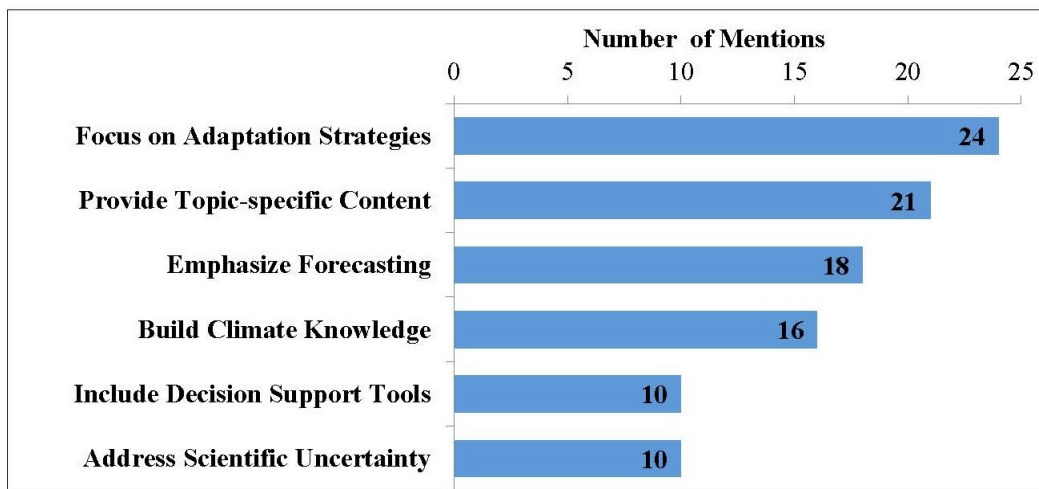 Number of Mentions
0 5 10 15 20 25
Focus on Adaptation Strategies 24
Provide Topic-specific Content 21
Emphasize Forecasting 18
Build Climate Knowledge 16
Include Decision Support Tools 10
Address Scientific Uncertainty 10